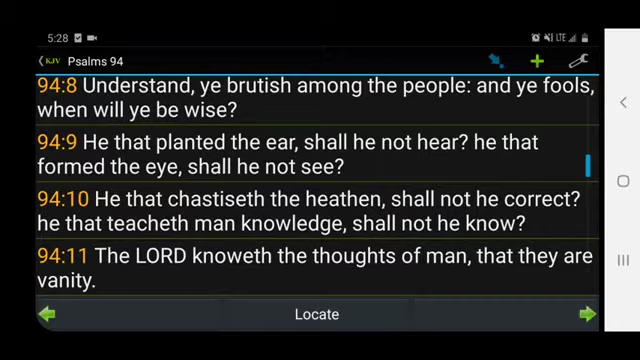 5:28
LTE
KJV Psalms 94
94:8 Understand, ye brutish among the people: and ye fools,
when will ye be wise?
94:9 He that planted the ear, shall he not hear? he that
formed the eye, shall he not see?
94:10 He that chastiseth the heathen, shall not he correct?
he that teacheth man knowledge, shall not he know?
94:11 The LORD knoweth the thoughts of man, that they are
vanity.
Locate